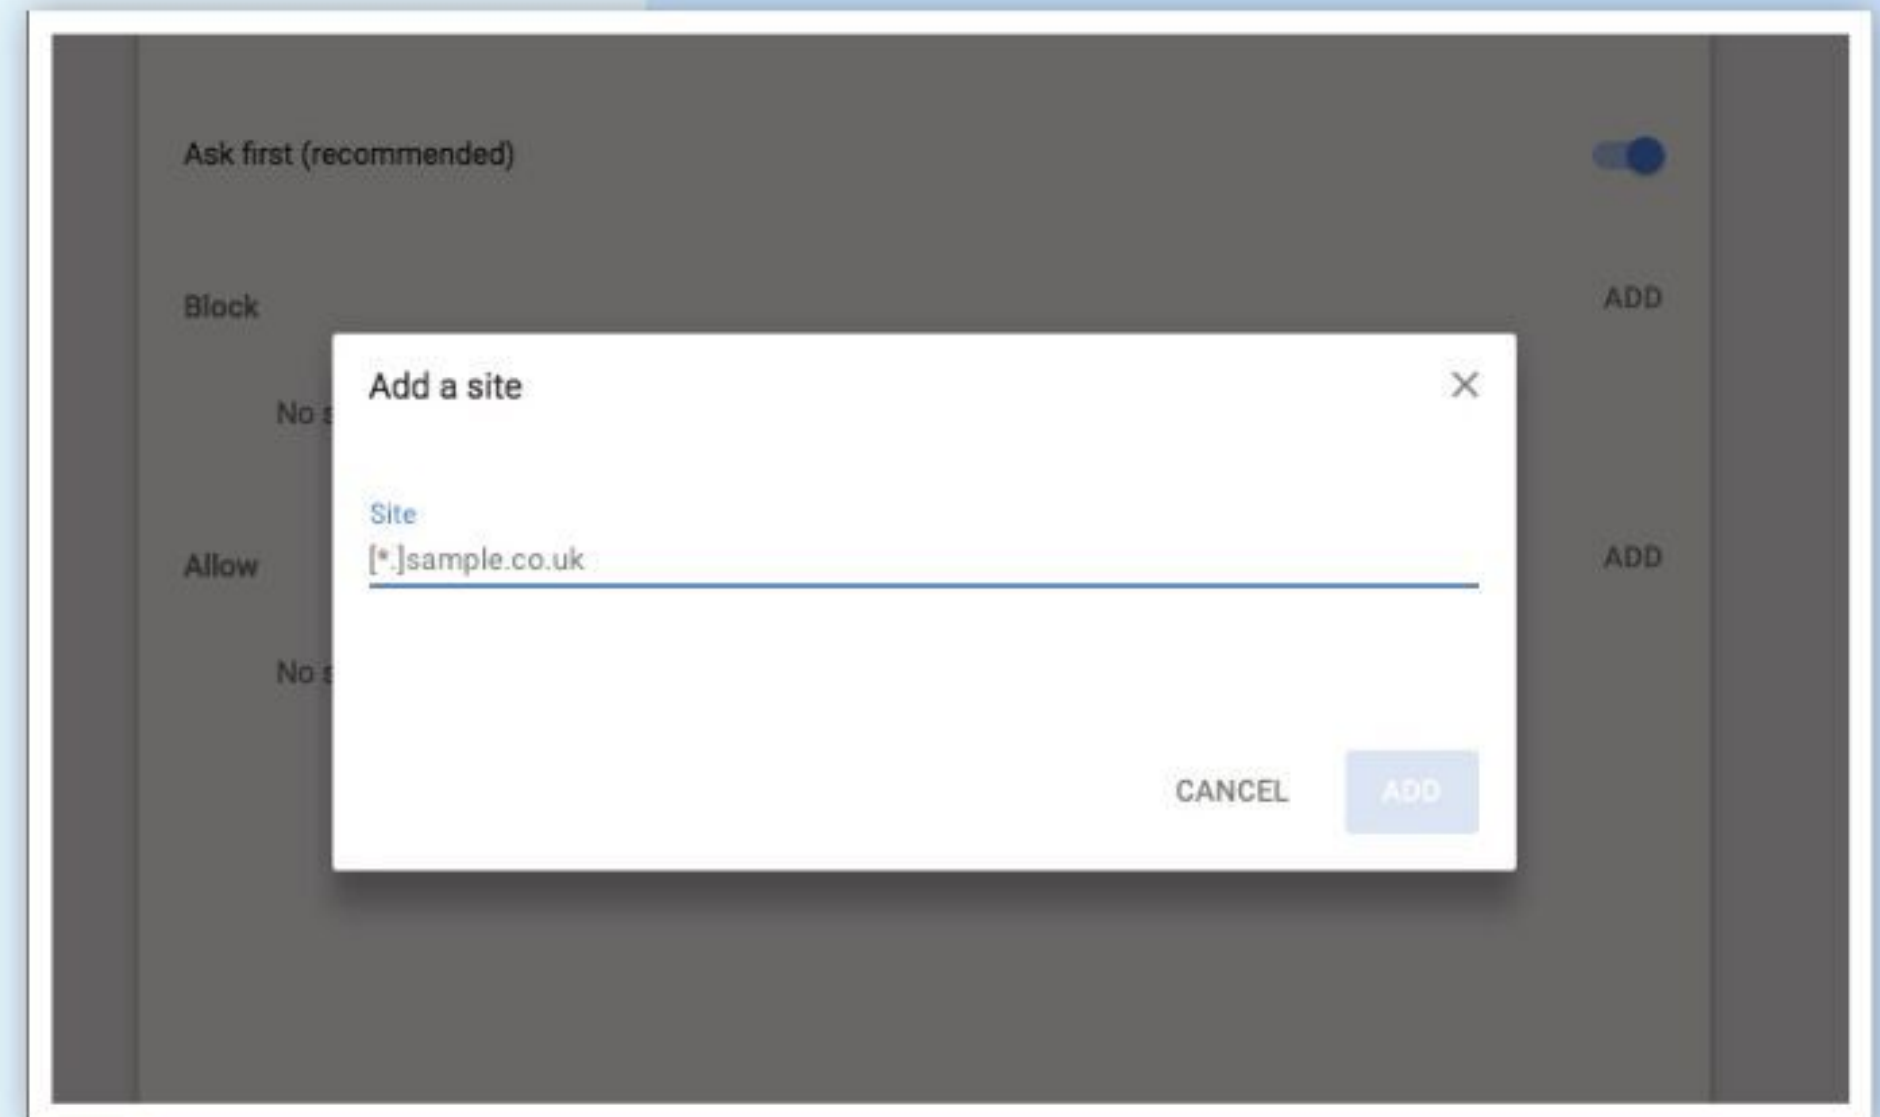 Ask first (recommended)
Block
ADD
Add a site
No
Site
[*.]sample.co.uk
Allow
ADD
No
CANCEL
ADD